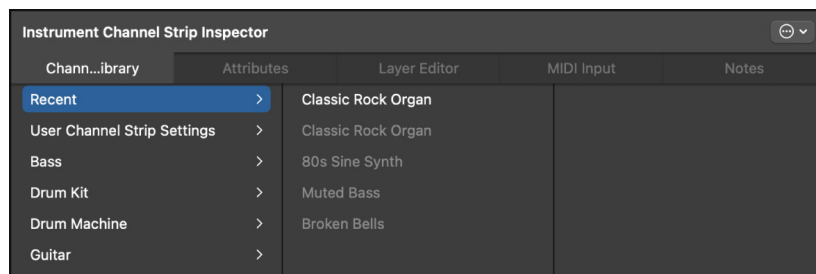 Instrument Channel Strip Inspector
Chann...ibrary Attributes Layer Editor MIDI Input Notes
Recent
User Channel Strip Settings
Bass
Drum Kit
Drum Machine
Guitar
Classic Rock Organ
Classic Rock Organ
80s Sine Synth
Muted Bass
Broken Bells